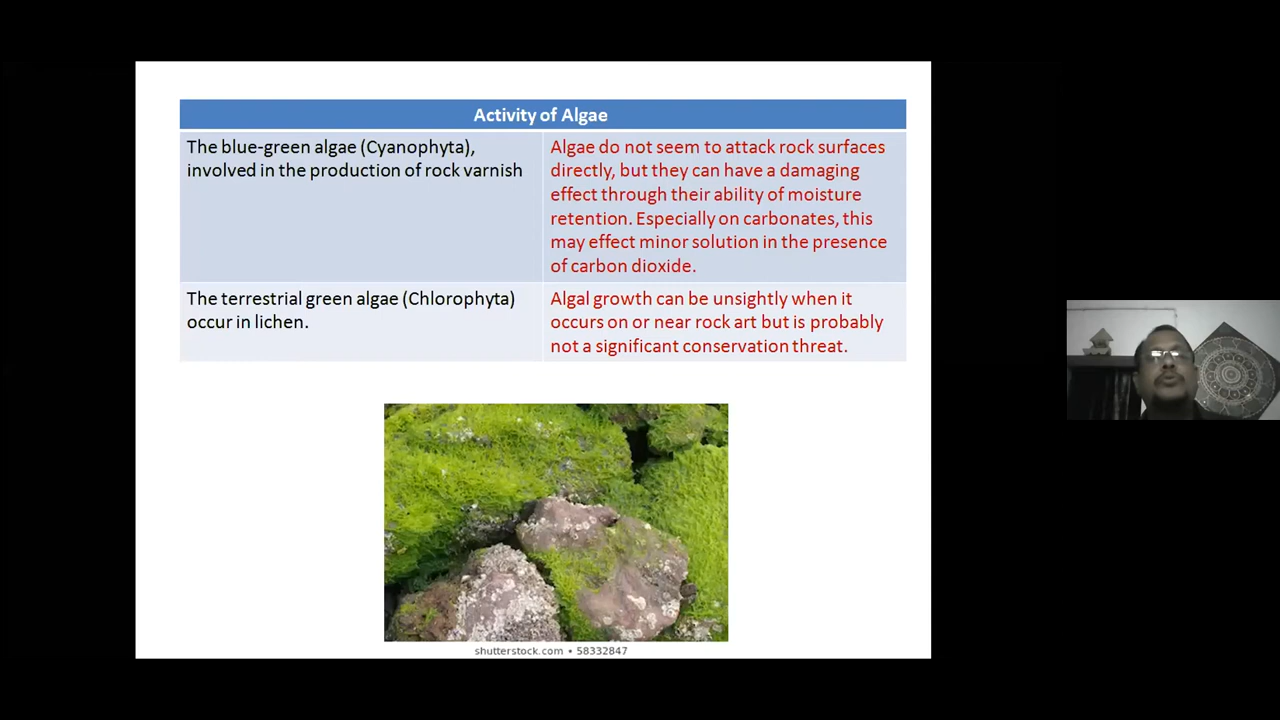 Activity of Algae
The blue-green algae (Cyanophyta),
involved in the production of rock varnish
Algae do not seem to attack rock surfaces
directly, but they can have a damaging
effect through their ability of moisture
retention. Especially on carbonates, this
may effect minor solution in the presence
of carbon dioxide.
The terrestrial green algae (Chlorophyta)
occur in lichen.
Algal growth can be unsightly when it
occurs on or near rock art but is probably
not a significant conservation threat.
shutterstock.com • 58332847